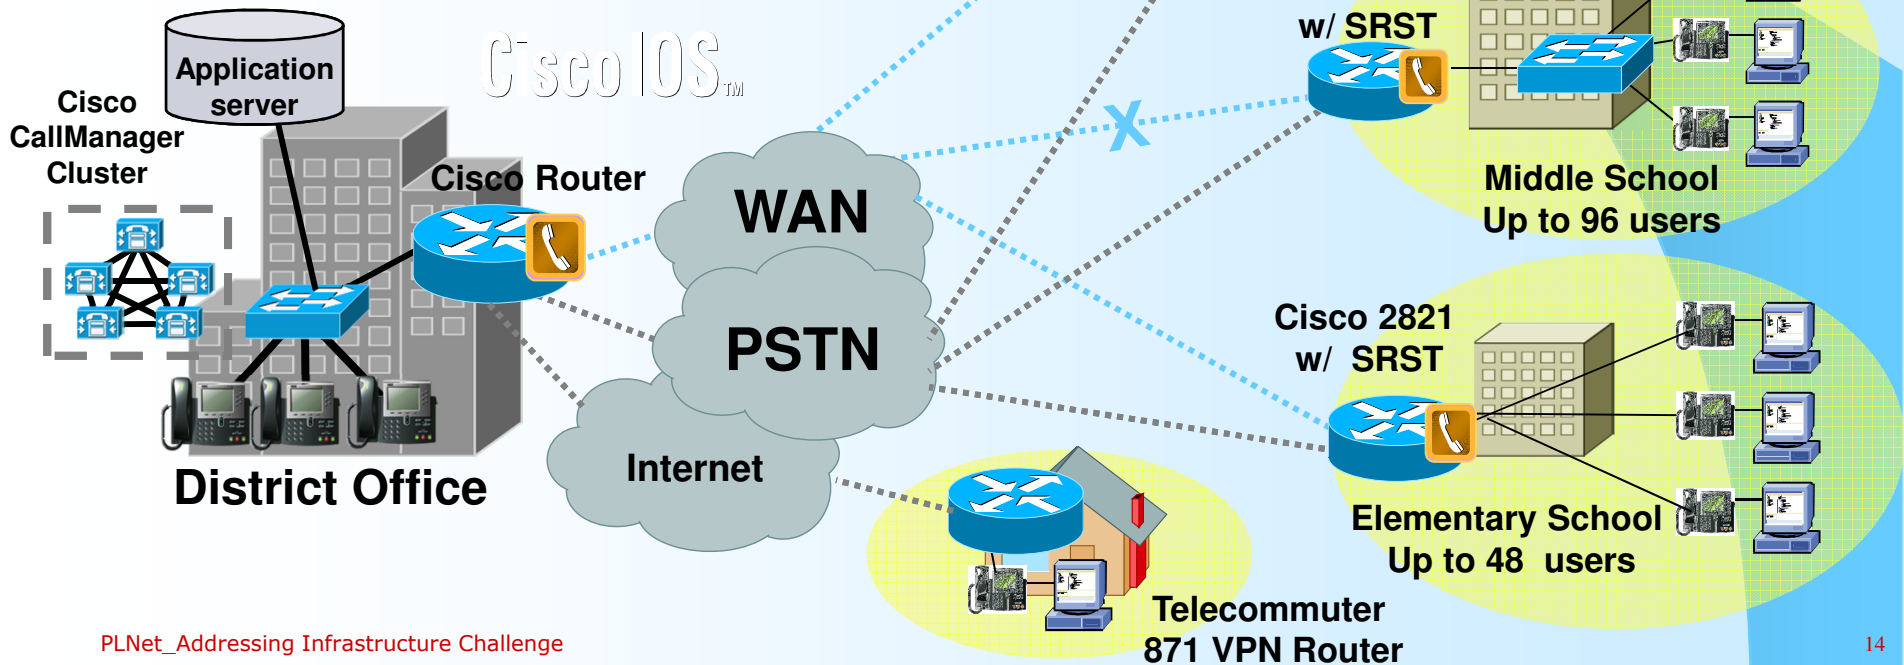 Application
server
Cisco IOS™
Cisco
CallManager
Cluster
Cisco Router
WAN
PSTN
Internet
District Office
X
w/ SRST
Middle School
Up to 96 users
Cisco 2821
w/ SRST
Elementary School
Up to 48 users
Telecommuter
871 VPN Router
PLNet_Addressing Infrastructure Challenge
14